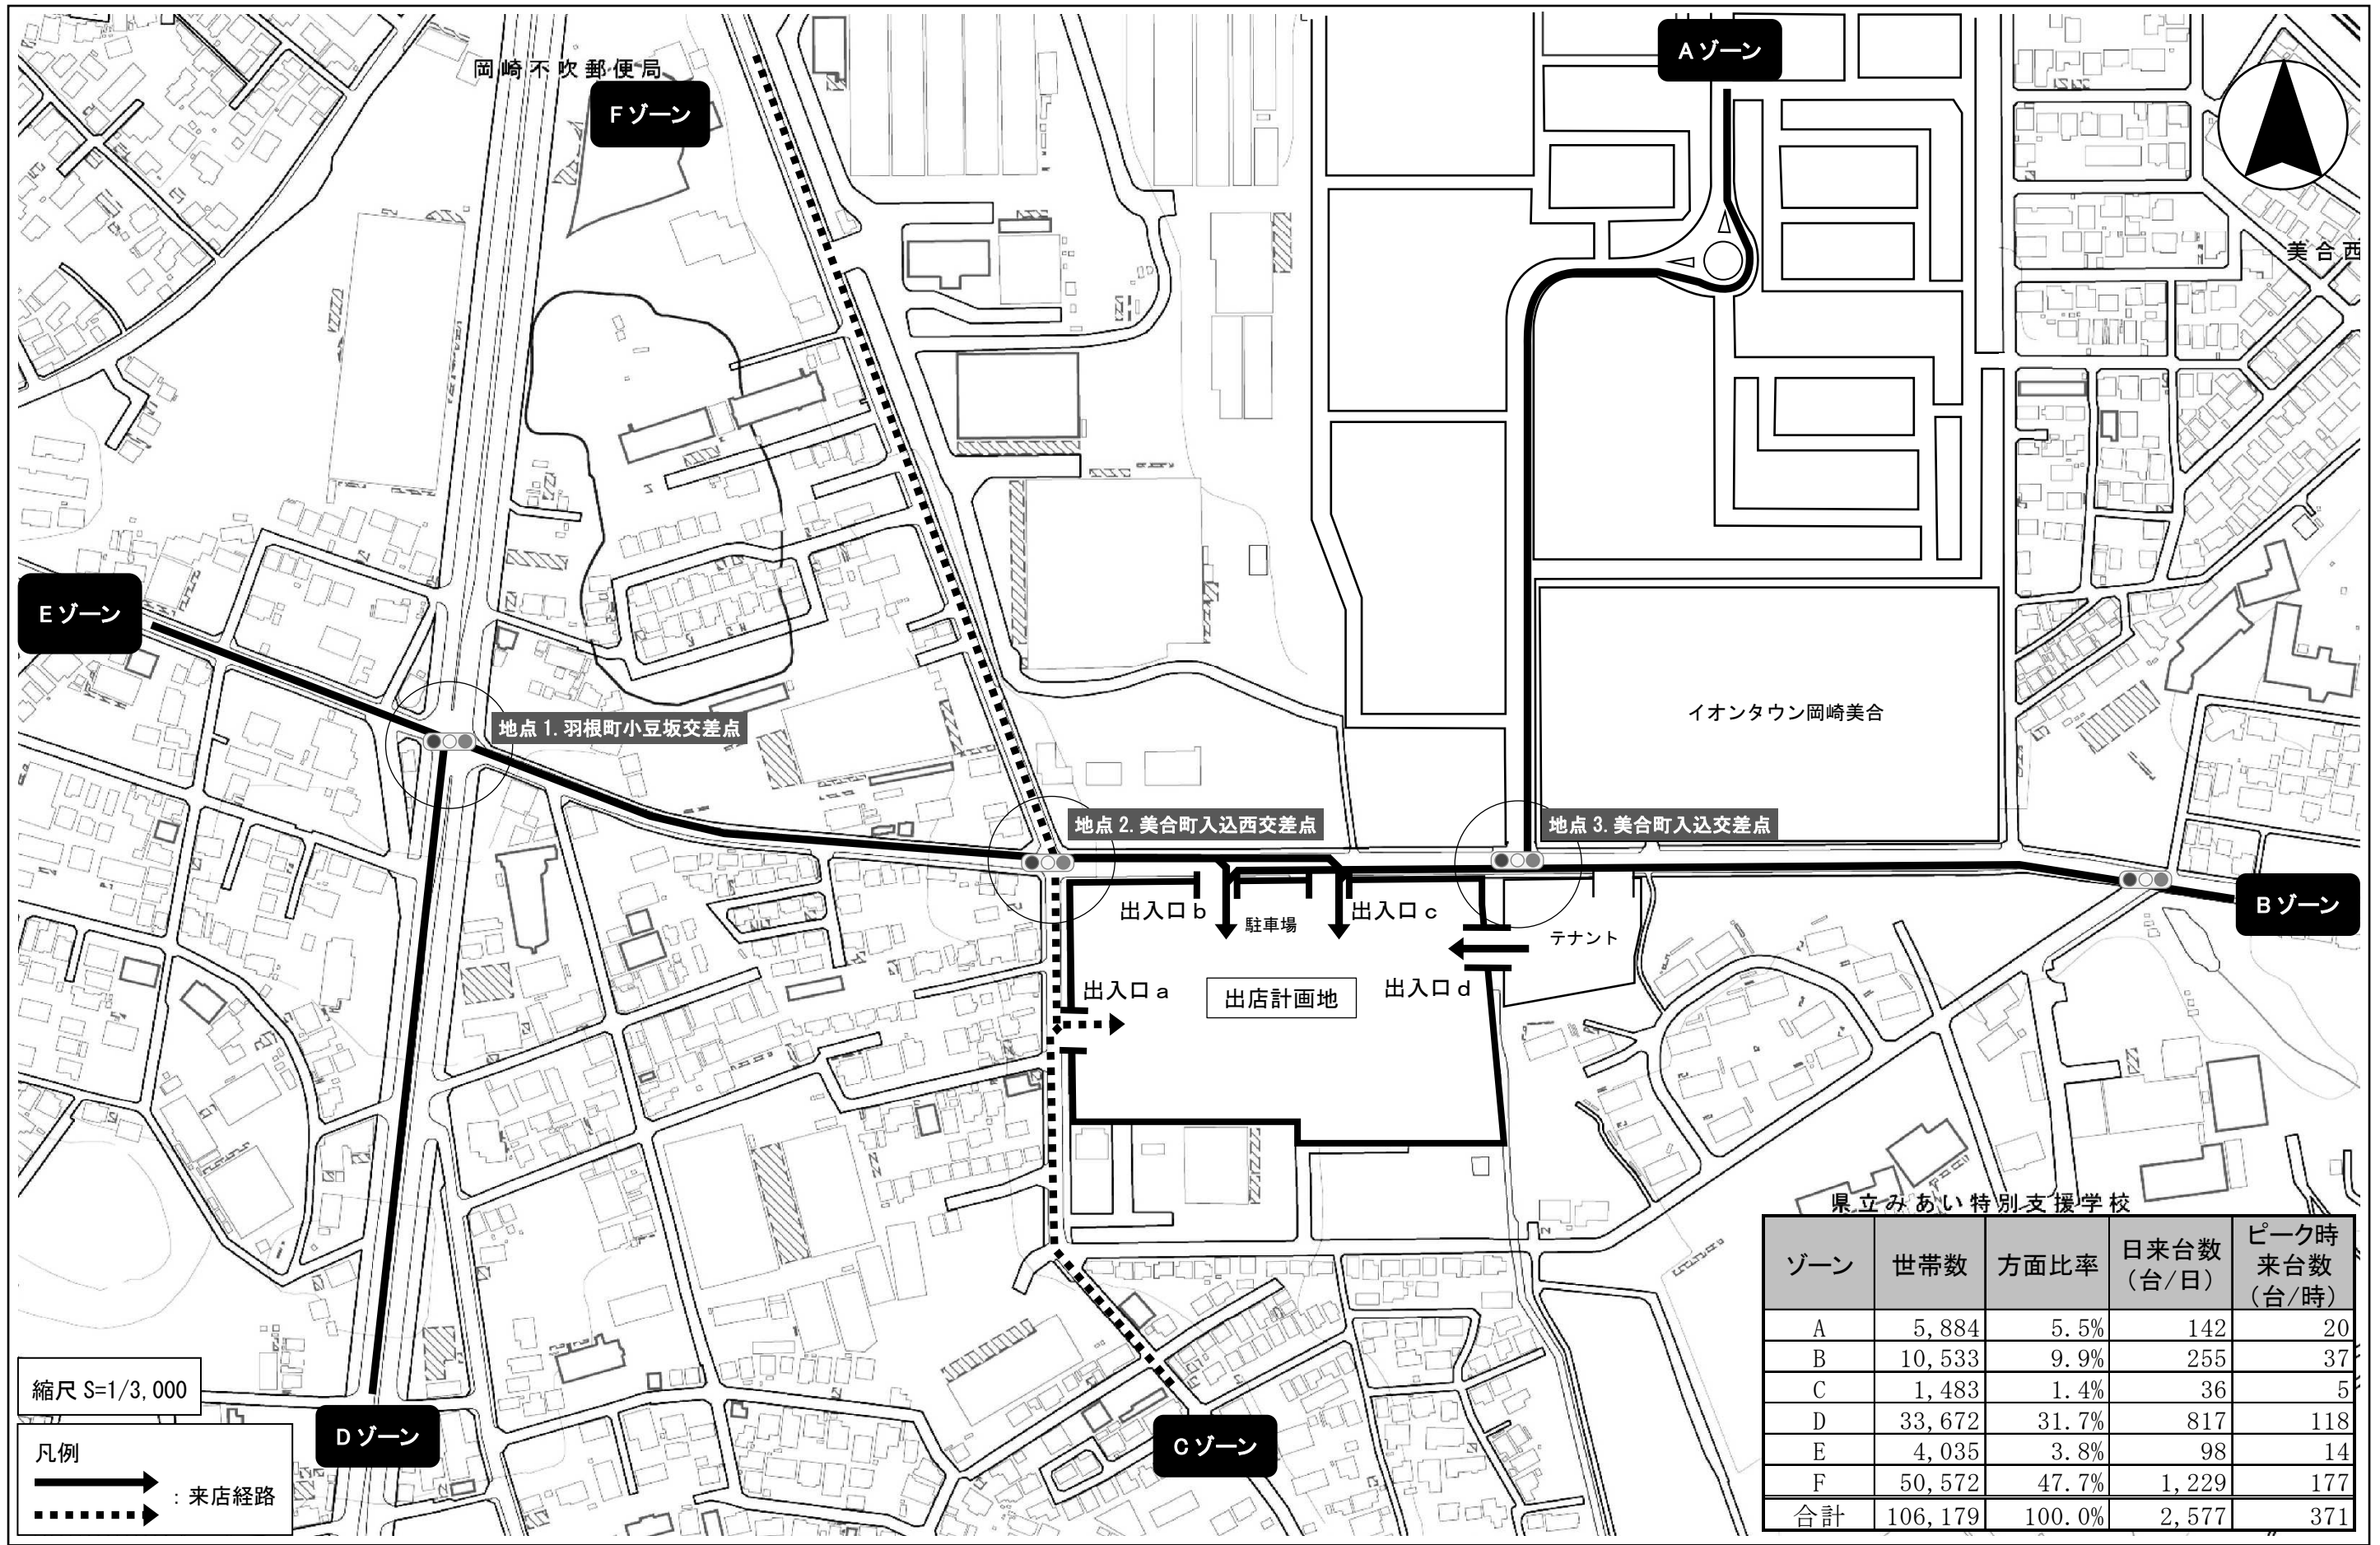 岡崎不吹郵便局
Fゾーン
Aゾーン
美合西
Eゾーン
地点1.羽根町小豆坂交差点
イオンタウン岡崎美合
地点2.美合町入込西交差点
地点3.美合町入込交差点
Bゾーン
出入口b
駐車場
出入口c
テナント
出入口a
出店計画地
出入口d
県立みあい特別支援学校
縮尺 S=1/3,000
Dゾーン
Cゾーン
凡例
：来店経路
ゾーン 世帯数 方面比率 日来台数（台/日） ピーク時来台数（台/時）
A 5,884 5.5% 142 20
B 10,533 9.9% 255 37
C 1,483 1.4% 36 5
D 33,672 31.7% 817 118
E 4,035 3.8% 98 14
F 50,572 47.7% 1,229 177
合計 106,179 100.0% 2,577 371